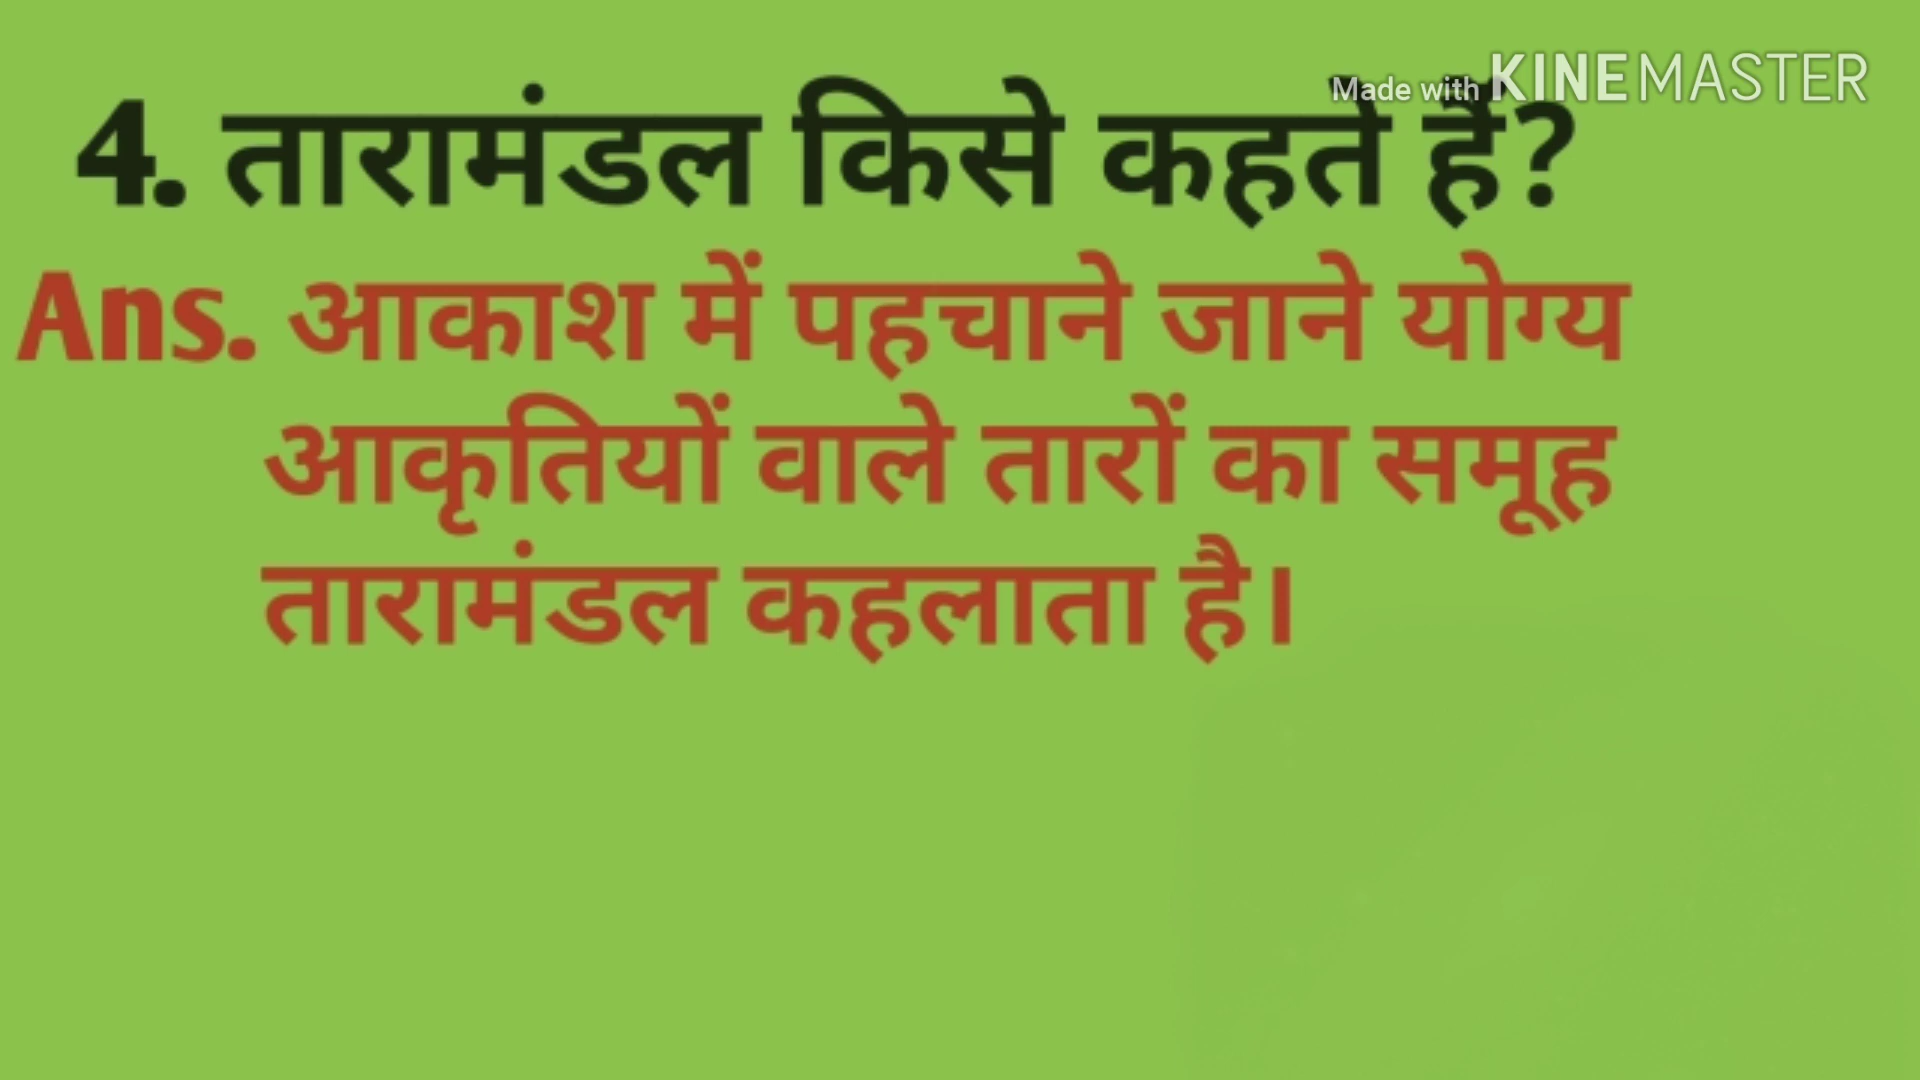 Made with KINEMASTER
4. तारामंडल किसे कहते हैं?
Ans. आकाश में पहचाने जाने योग्य
आकृतियों वाले तारों का समूह
तारामंडल कहलाता है।